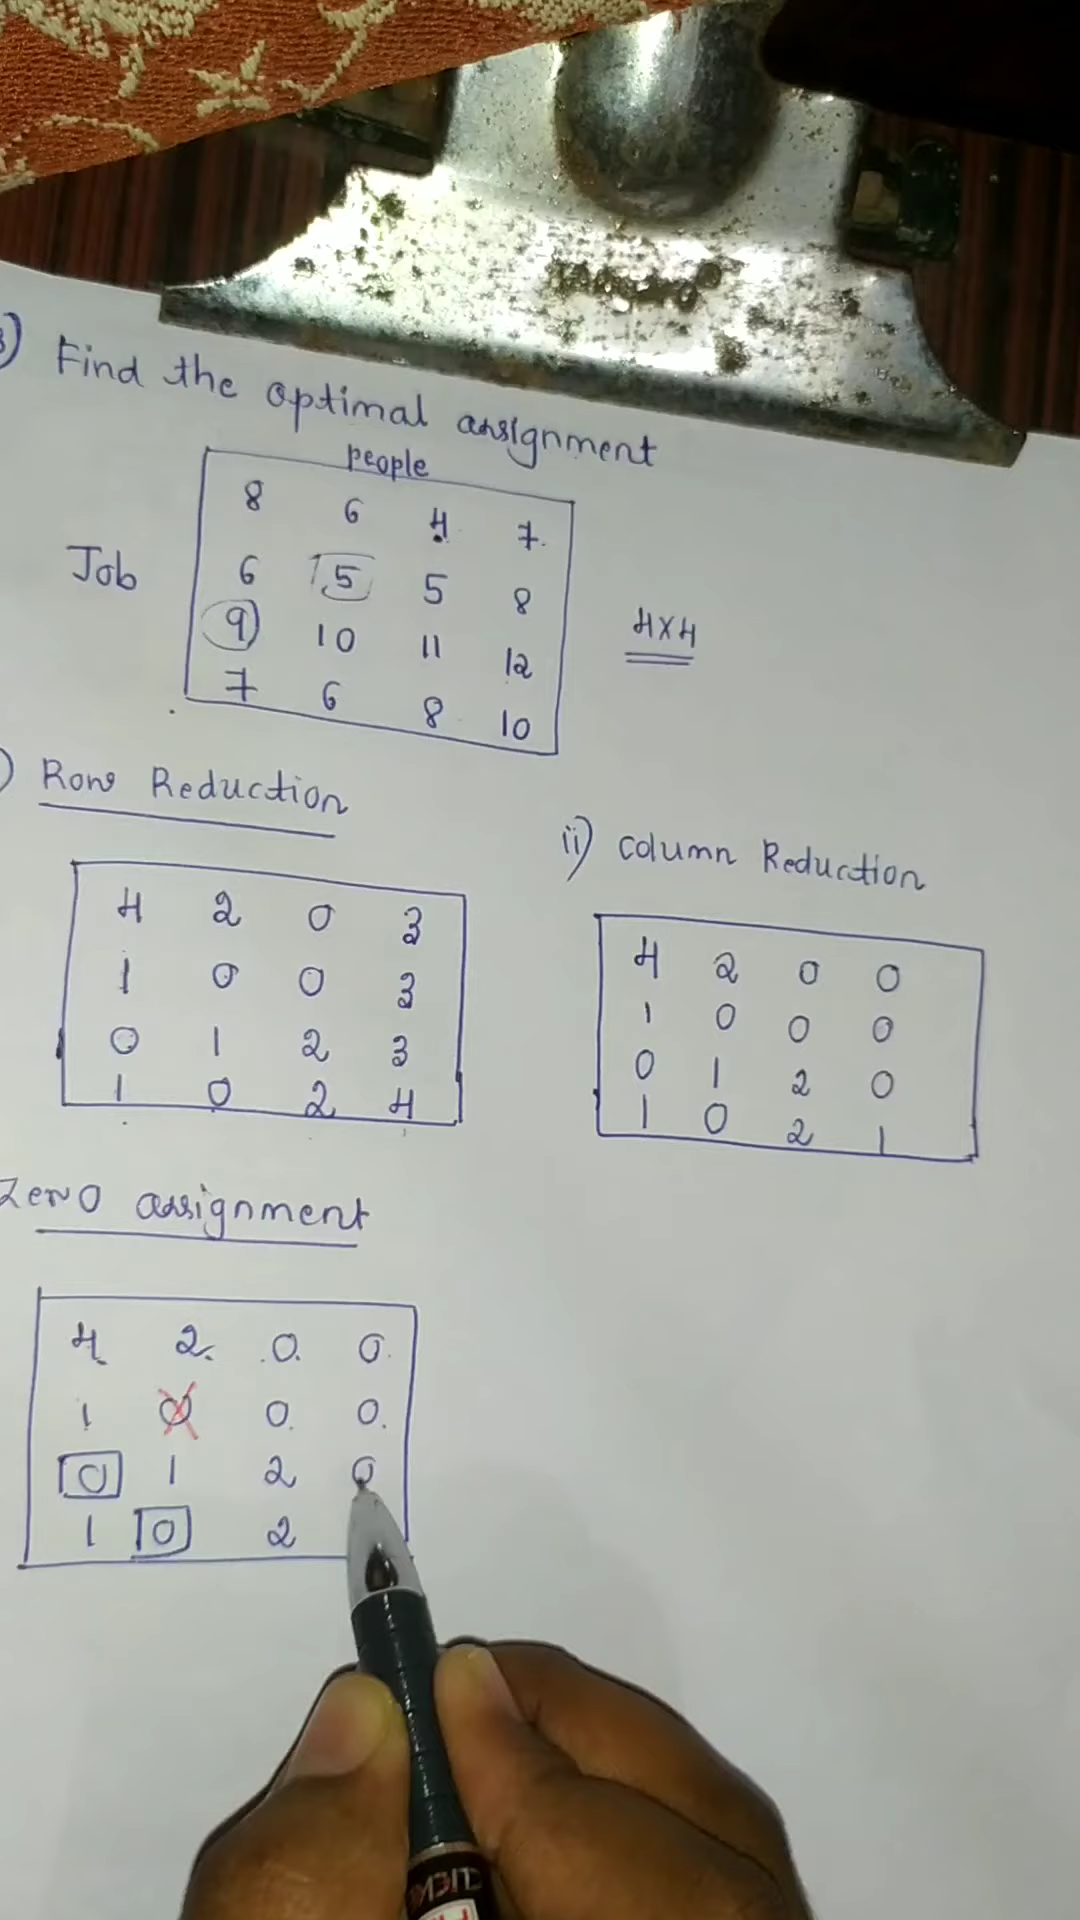 ) Find the optimal assignment
people
8 6 4 7
Job
6 5 5 8
9 10 11 12
4x4
7 6 8 10
) Row Reduction
ii) column Reduction
4 2 0 3
1 0 0 3
0 1 2 3
1 0 2 4
4 2 0 0
1 0 0 0
0 1 2 0
1 0 2 1
Zero assignment
4 2 0 0
1 0 0 0
0 1 2 0
1 0 2